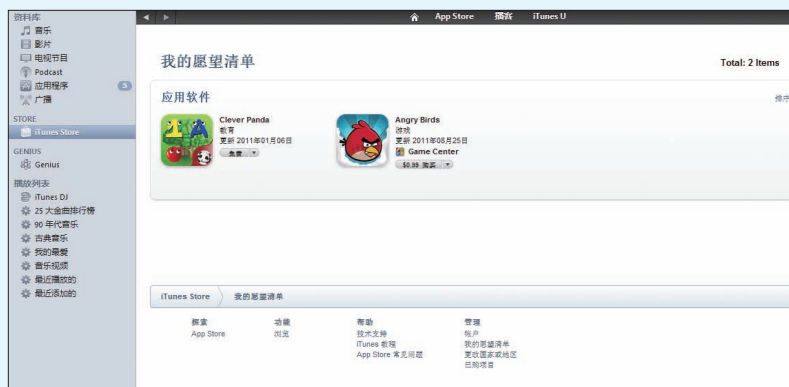 资料库
音乐
影片
电视节目
Podcast
应用程序 3
广播
STORE
iTunes Store
GENIUS
Genius
播放列表
iTunes DJ
25 大金曲排行榜
90 年代音乐
古典音乐
我的最爱
音乐视频
最近播放的
最近添加的
App Store 播客 iTunes U
我的愿望清单 Total: 2 Items
应用软件 排序
Clever Panda
教育
更新 2011年01月06日
免费
Angry Birds
游戏
更新 2011年08月25日
Game Center
$0.99 购买
iTunes Store 我的愿望清单
探索 功能 帮助 管理
App Store 浏览 技术支持 帐户
iTunes 教程 我的愿望清单
App Store 常见问题 更改国家或地区
已购项目